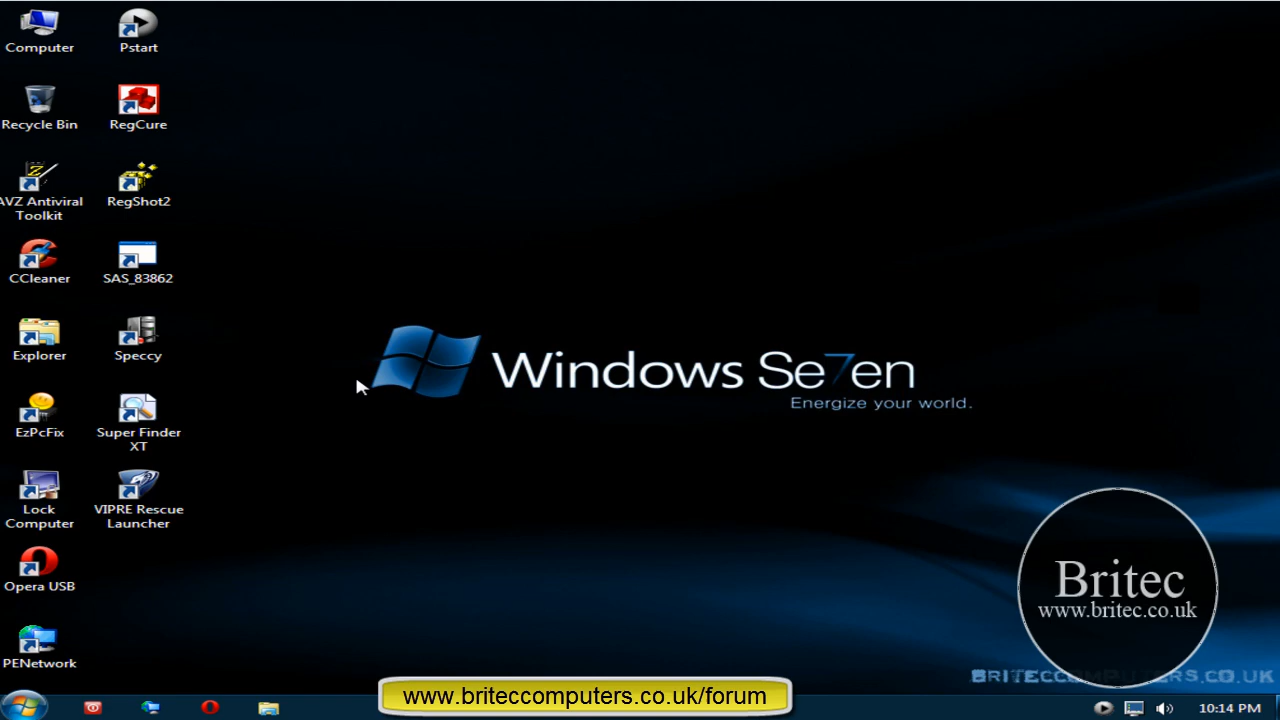 Computer
Pstart
Recycle Bin
RegCure
AVZ Antiviral
Toolkit
RegShot2
CCleaner
SAS_83862
Explorer
Speccy
EzPcFix
Super Finder
XT
Lock
Computer
VIPRE Rescue
Launcher
Opera USB
PENetwork
Windows Se7en
Energize your world.
Britec
www.britec.co.uk
BRITECCOMPUTERS.CO.UK
www.briteccomputers.co.uk/forum
10:14 PM